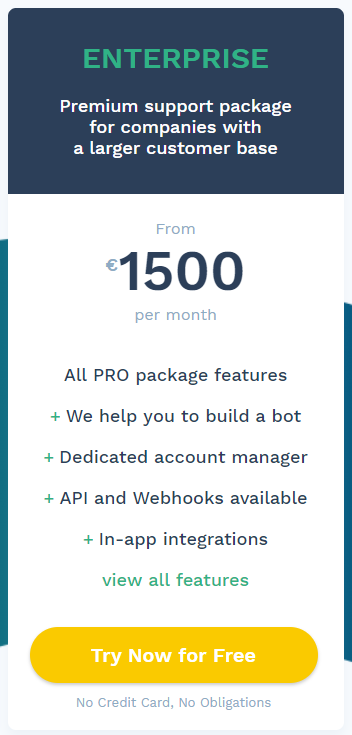 ENTERPRISE
Premium support package
for companies with
a larger customer base
From
€1500
per month
All PRO package features
+ We help you to build a bot
+ Dedicated account manager
+ API and Webhooks available
+ In-app integrations
view all features
Try Now for Free
No Credit Card, No Obligations